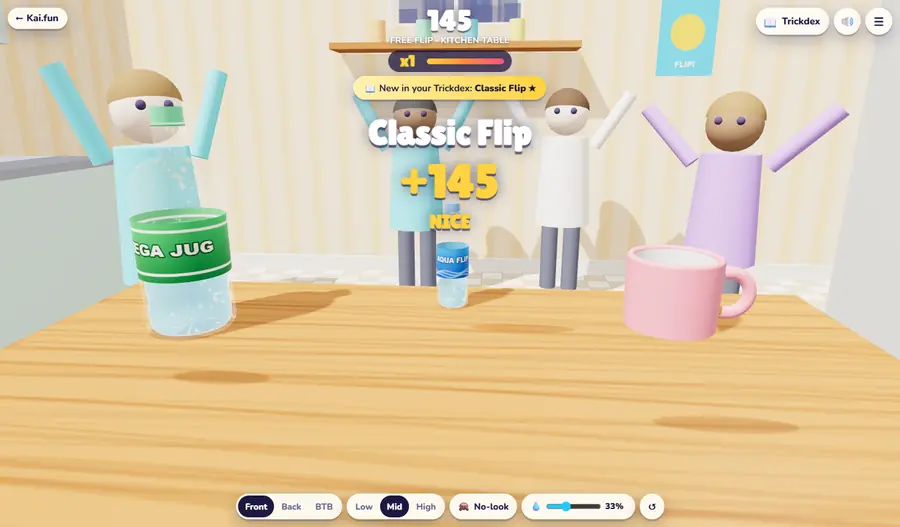 ← Kai.fun
145
FREE FLIP · KITCHEN TABLE
x1
New in your Trickdex: Classic Flip ★
Classic Flip
+145
NICE
Trickdex
FLIP!
EGA JUG
AQUA FLIP
Front
Back
BTB
Low
Mid
High
No-look
33%